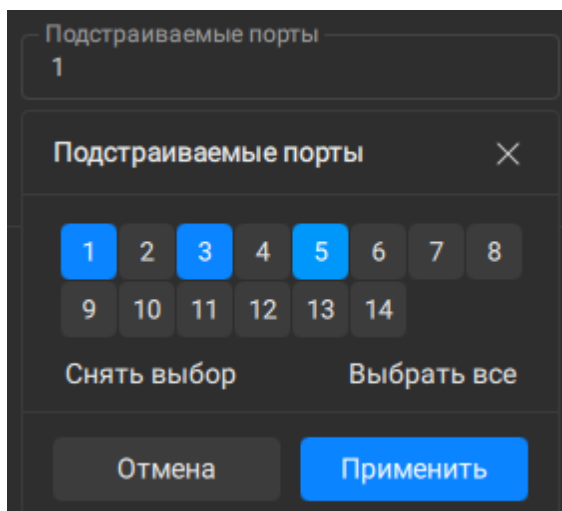 Подстраиваемые порты
1
Подстраиваемые порты
1 2 3 4 5 6 7 8
9 10 11 12 13 14
Снять выбор Выбрать все
Отмена Применить